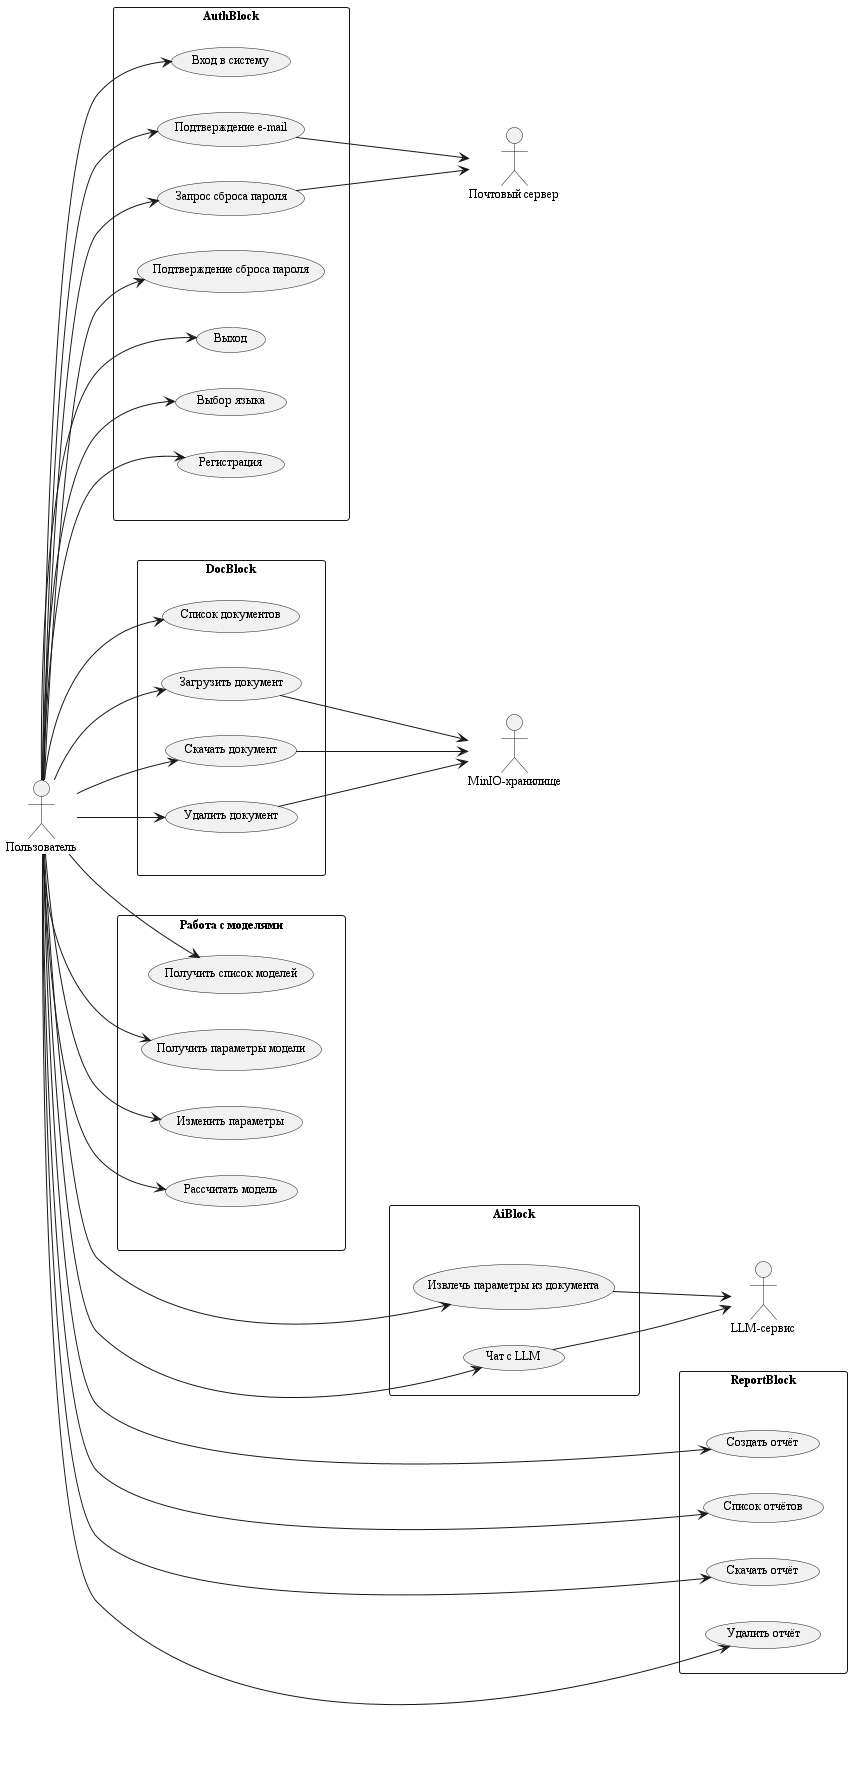 AuthBlock
Вход в систему
Подтверждение e-mail
Запрос сброса пароля
Почтовый сервер
Подтверждение сброса пароля
Выход
Выбор языка
Регистрация
DocBlock
Список документов
Загрузить документ
Скачать документ
MinIO-хранилище
Удалить документ
Пользователь
Работа с моделями
Получить список моделей
Получить параметры модели
Изменить параметры
Рассчитать модель
AiBlock
Извлечь параметры из документа
LLM-сервис
Чат с LLM
ReportBlock
Создать отчёт
Список отчётов
Скачать отчёт
Удалить отчёт